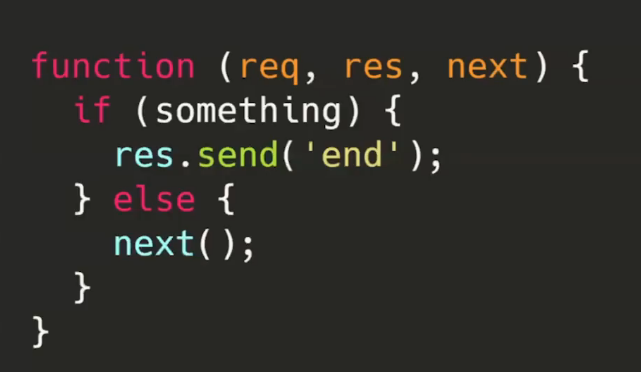 function (req, res, next) {
  if (something) {
    res.send('end');
  } else {
    next();
  }
}